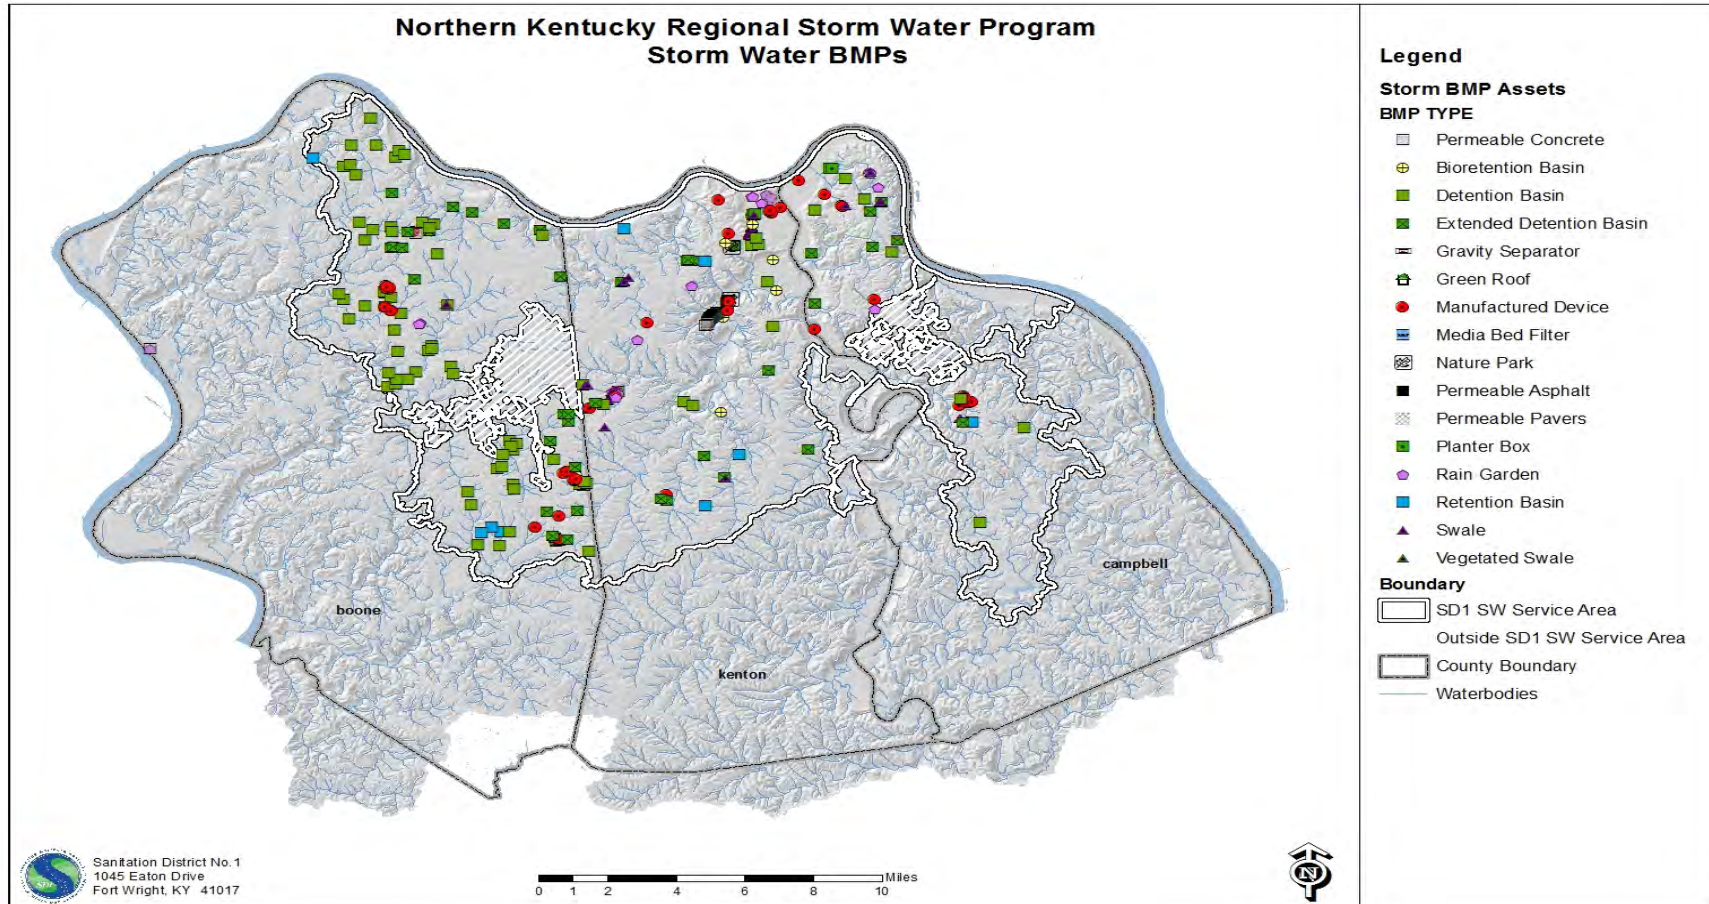 Northern Kentucky Regional Storm Water Program
Storm Water BMPs
Legend
Storm BMP Assets
BMP TYPE
Permeable Concrete
Bioretention Basin
Detention Basin
Extended Detention Basin
Gravity Separator
Green Roof
Manufactured Device
Media Bed Filter
Nature Park
Permeable Asphalt
Permeable Pavers
Planter Box
Rain Garden
Retention Basin
Swale
Vegetated Swale
Boundary
SD1 SW Service Area
Outside SD1 SW Service Area
County Boundary
Waterbodies
boone
kenton
campbell
Sanitation District No.1
1045 Eaton Drive
Fort Wright, KY 41017
Miles
0 1 2 4 6 8 10
N